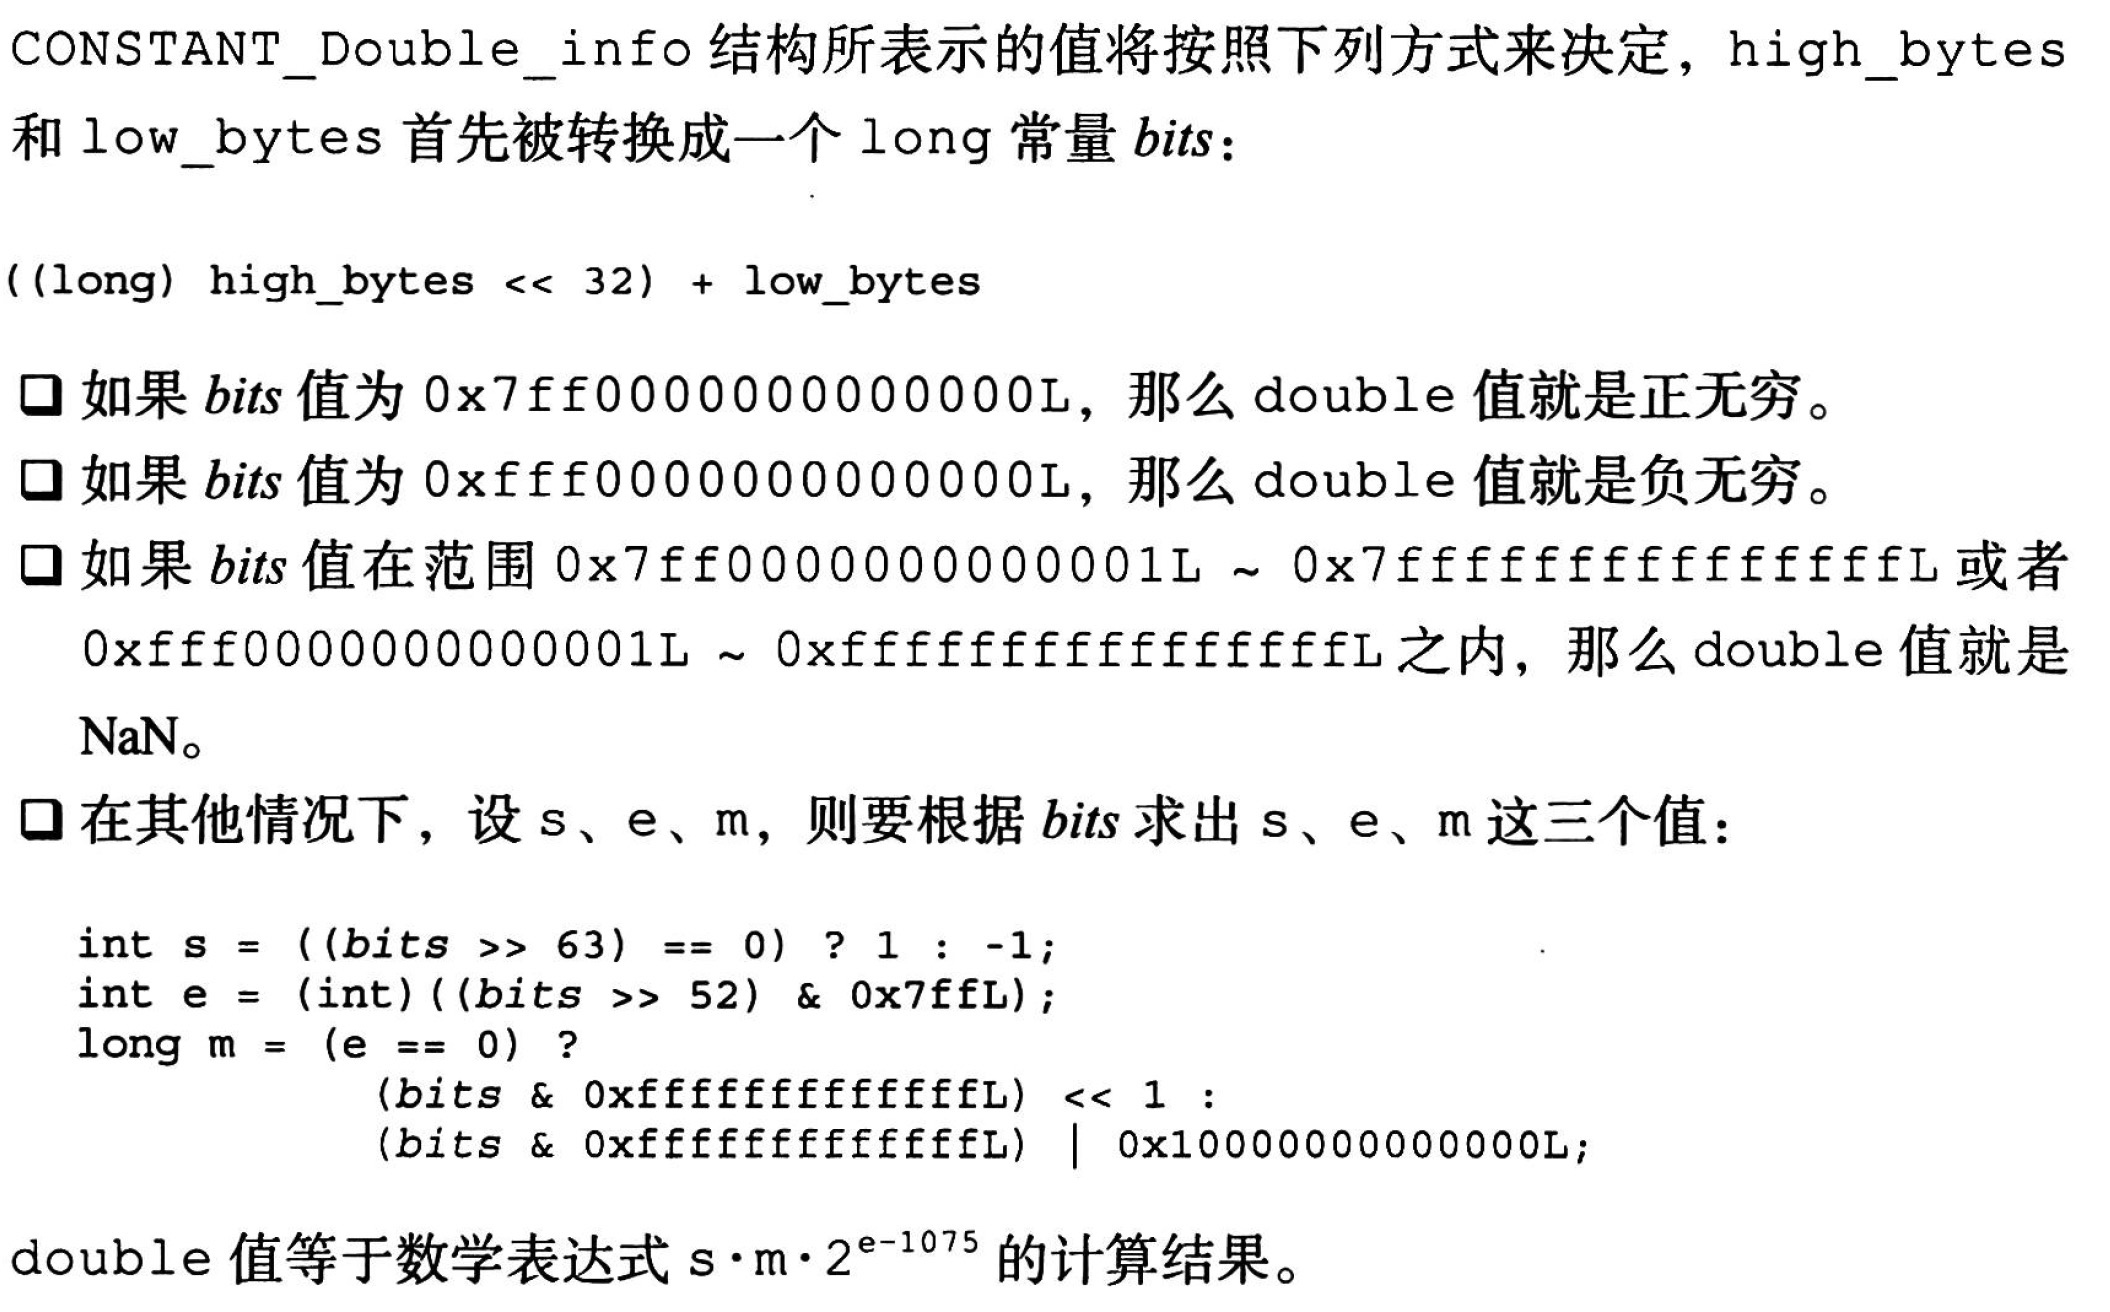 CONSTANT_Double_info 结构所表示的值将按照下列方式来决定，high_bytes
和 low_bytes 首先被转换成一个 long 常量 bits：
((long) high_bytes << 32) + low_bytes
❑ 如果 bits 值为 0x7ff0000000000000L，那么 double 值就是正无穷。
❑ 如果 bits 值为 0xfff0000000000000L，那么 double 值就是负无穷。
❑ 如果 bits 值在范围 0x7ff0000000000001L ~ 0x7fffffffffffffffL 或者
0xfff0000000000001L ~ 0xffffffffffffffffL 之内，那么 double 值就是
NaN。
❑ 在其他情况下，设 s、e、m，则要根据 bits 求出 s、e、m 这三个值：
int s = ((bits >> 63) == 0) ? 1 : -1;
int e = (int)((bits >> 52) & 0x7ffL);
long m = (e == 0) ?
(bits & 0xfffffffffffffL) << 1 :
(bits & 0xfffffffffffffL) | 0x10000000000000L;
double 值等于数学表达式 s·m·2^{e-1075} 的计算结果。